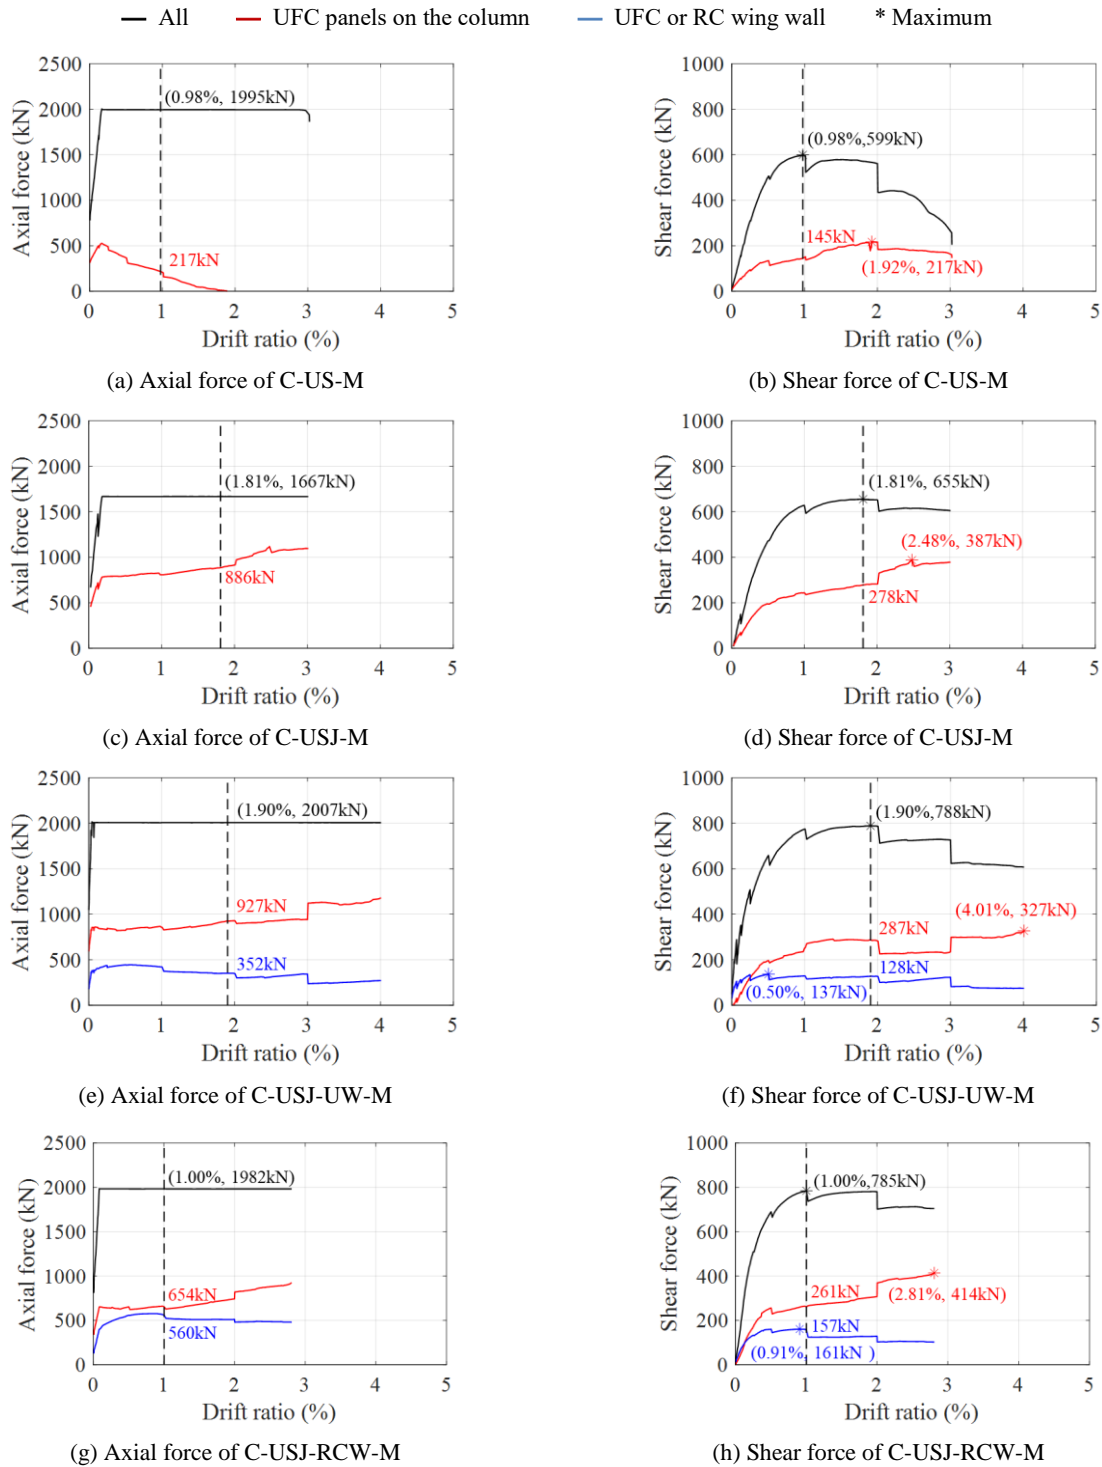 All UFC panels on the column UFC or RC wing wall * Maximum
2500
2000
1500
1000
500
0
Axial force (kN)
(0.98%, 1995kN)
217kN
0 1 2 3 4 5
Drift ratio (%)
(a) Axial force of C-US-M
1000
800
600
400
200
0
Shear force (kN)
(0.98%,599kN)
145kN
(1.92%, 217kN)
0 1 2 3 4 5
Drift ratio (%)
(b) Shear force of C-US-M
2500
2000
1500
1000
500
0
Axial force (kN)
(1.81%, 1667kN)
886kN
0 1 2 3 4 5
Drift ratio (%)
(c) Axial force of C-USJ-M
1000
800
600
400
200
0
Shear force (kN)
(1.81%, 655kN)
(2.48%, 387kN)
278kN
0 1 2 3 4 5
Drift ratio (%)
(d) Shear force of C-USJ-M
2500
2000
1500
1000
500
0
Axial force (kN)
(1.90%, 2007kN)
927kN
352kN
0 1 2 3 4 5
Drift ratio (%)
(e) Axial force of C-USJ-UW-M
1000
800
600
400
200
0
Shear force (kN)
(1.90%,788kN)
(4.01%, 327kN)
287kN
128kN
(0.50%, 137kN)
0 1 2 3 4 5
Drift ratio (%)
(f) Shear force of C-USJ-UW-M
2500
2000
1500
1000
500
0
Axial force (kN)
(1.00%, 1982kN)
654kN
560kN
0 1 2 3 4 5
Drift ratio (%)
(g) Axial force of C-USJ-RCW-M
1000
800
600
400
200
0
Shear force (kN)
(1.00%,785kN)
261kN
(2.81%, 414kN)
157kN
(0.91%, 161kN )
0 1 2 3 4 5
Drift ratio (%)
(h) Shear force of C-USJ-RCW-M